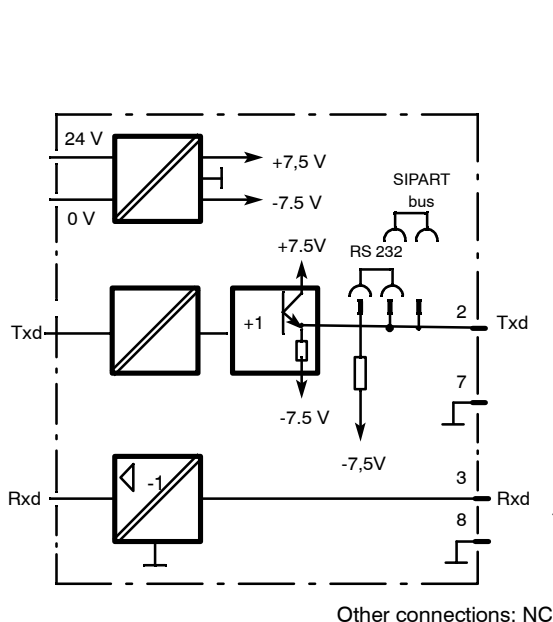 24 V
+7,5 V
SIPART
bus
-7.5 V
0 V
+7.5V
RS 232
+1
2
Txd
Txd
7
-7.5 V
-7,5V
3
-1
Rxd
Rxd
8
Other connections: NC